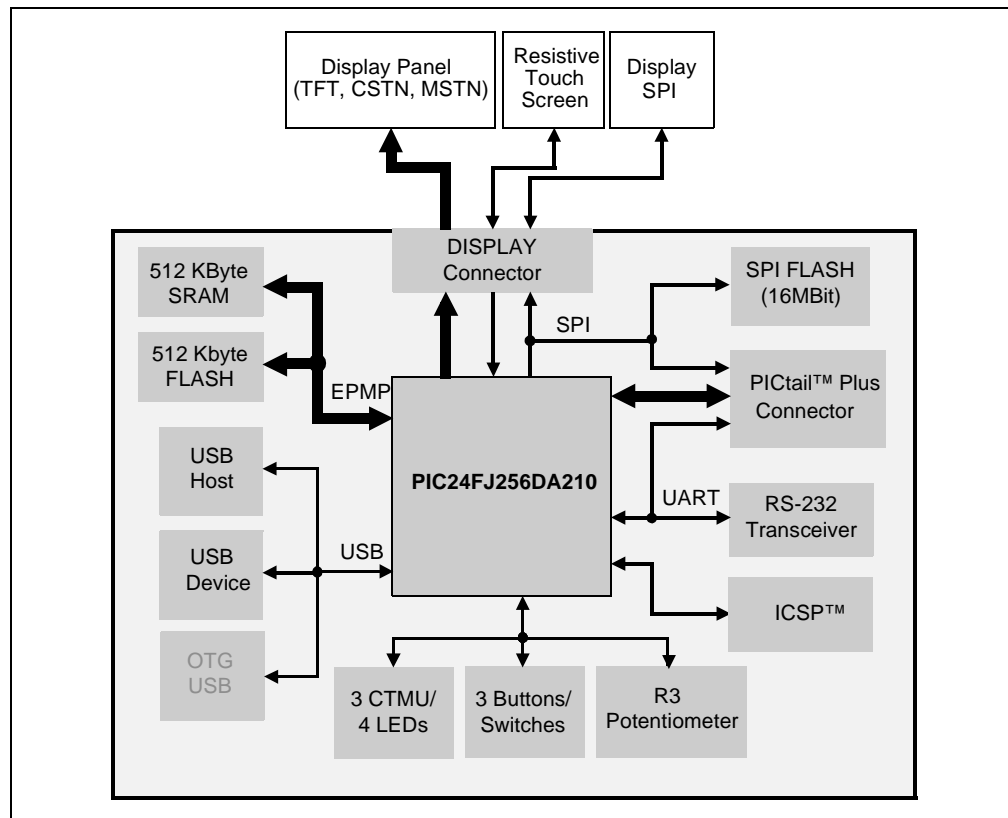 Display Panel
(TFT, CSTN, MSTN)
Resistive
Touch
Screen
Display
SPI
DISPLAY
Connector
512 KByte
SRAM
512 Kbyte
FLASH
EPMP
SPI
SPI FLASH
(16MBit)
PICtail™ Plus
Connector
PIC24FJ256DA210
USB
Host
USB
Device
OTG
USB
USB
UART
RS-232
Transceiver
ICSP™
3 CTMU/
4 LEDs
3 Buttons/
Switches
R3
Potentiometer